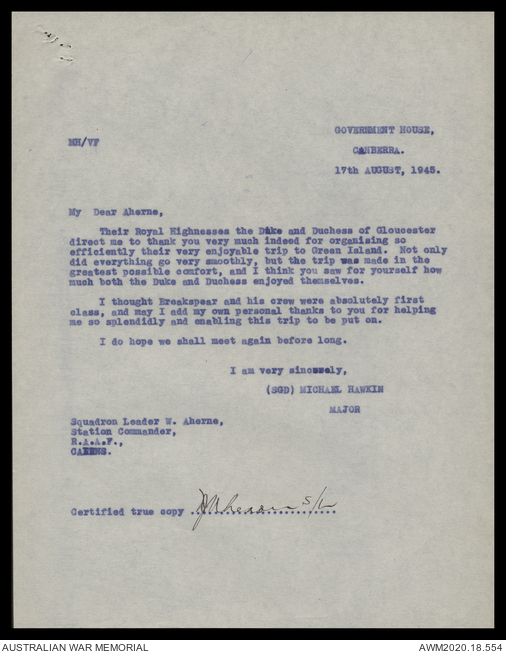 GOVERNMENT HOUSE,
MH/VF
CANBERRA.
17th AUGUST, 1945.
My Dear Aherne,
Their Royal Highnesses the Duke and Duchess of Gloucester
direct me to thank you very much indeed for organising so
efficiently their very enjoyable trip to Green Island. Not only
did everything go very smoothly, but the trip was made in the
greatest possible comfort, and I think you saw for yourself how
much both the Duke and Duchess enjoyed themselves.
I thought Breakspear and his crew were absolutely first
class, and may I add my own personal thanks to you for helping
me so splendidly and enabling this trip to be put on.
I do hope we shall meet again before long.
I am very sincerely,
(SGD) MICHAEL HAWKIN
MAJOR
Squadron Leader W. Aherne,
Station Commander,
R.A.A.F.,
CAIRNS.
Certified true copy ........................
AUSTRALIAN WAR MEMORIAL
AWM2020.18.554